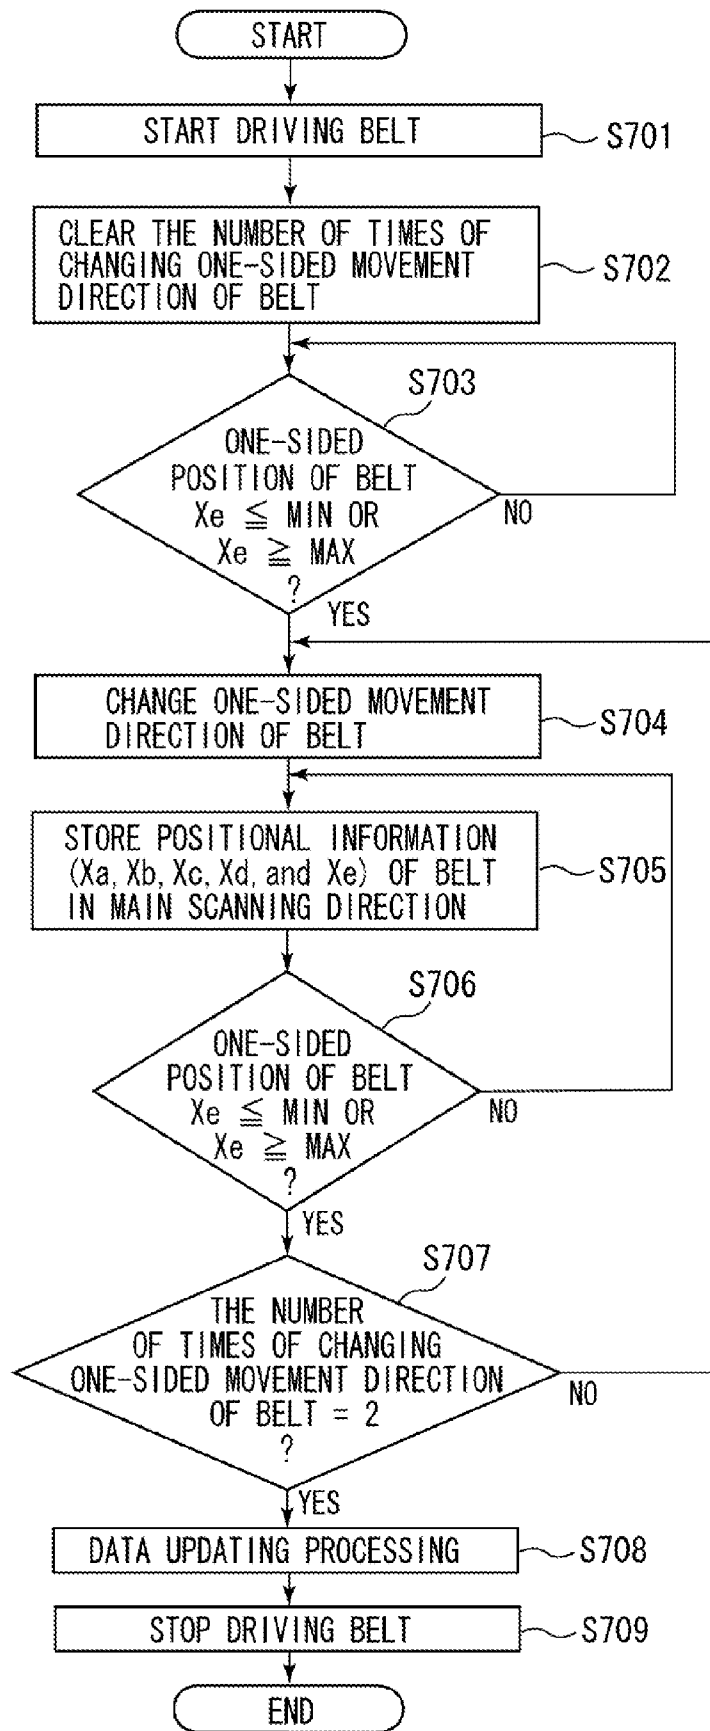 START
START DRIVING BELT
S701
CLEAR THE NUMBER OF TIMES OF
CHANGING ONE-SIDED MOVEMENT
DIRECTION OF BELT
S702
S703
ONE-SIDED
POSITION OF BELT
Xe ≦ MIN OR
Xe ≧ MAX
?
NO
YES
CHANGE ONE-SIDED MOVEMENT
DIRECTION OF BELT
S704
STORE POSITIONAL INFORMATION
(Xa, Xb, Xc, Xd, and Xe) OF BELT
IN MAIN SCANNING DIRECTION
S705
S706
ONE-SIDED
POSITION OF BELT
Xe ≦ MIN OR
Xe ≧ MAX
?
NO
YES
S707
THE NUMBER
OF TIMES OF CHANGING
ONE-SIDED MOVEMENT DIRECTION
OF BELT = 2
?
NO
YES
DATA UPDATING PROCESSING
S708
STOP DRIVING BELT
S709
END